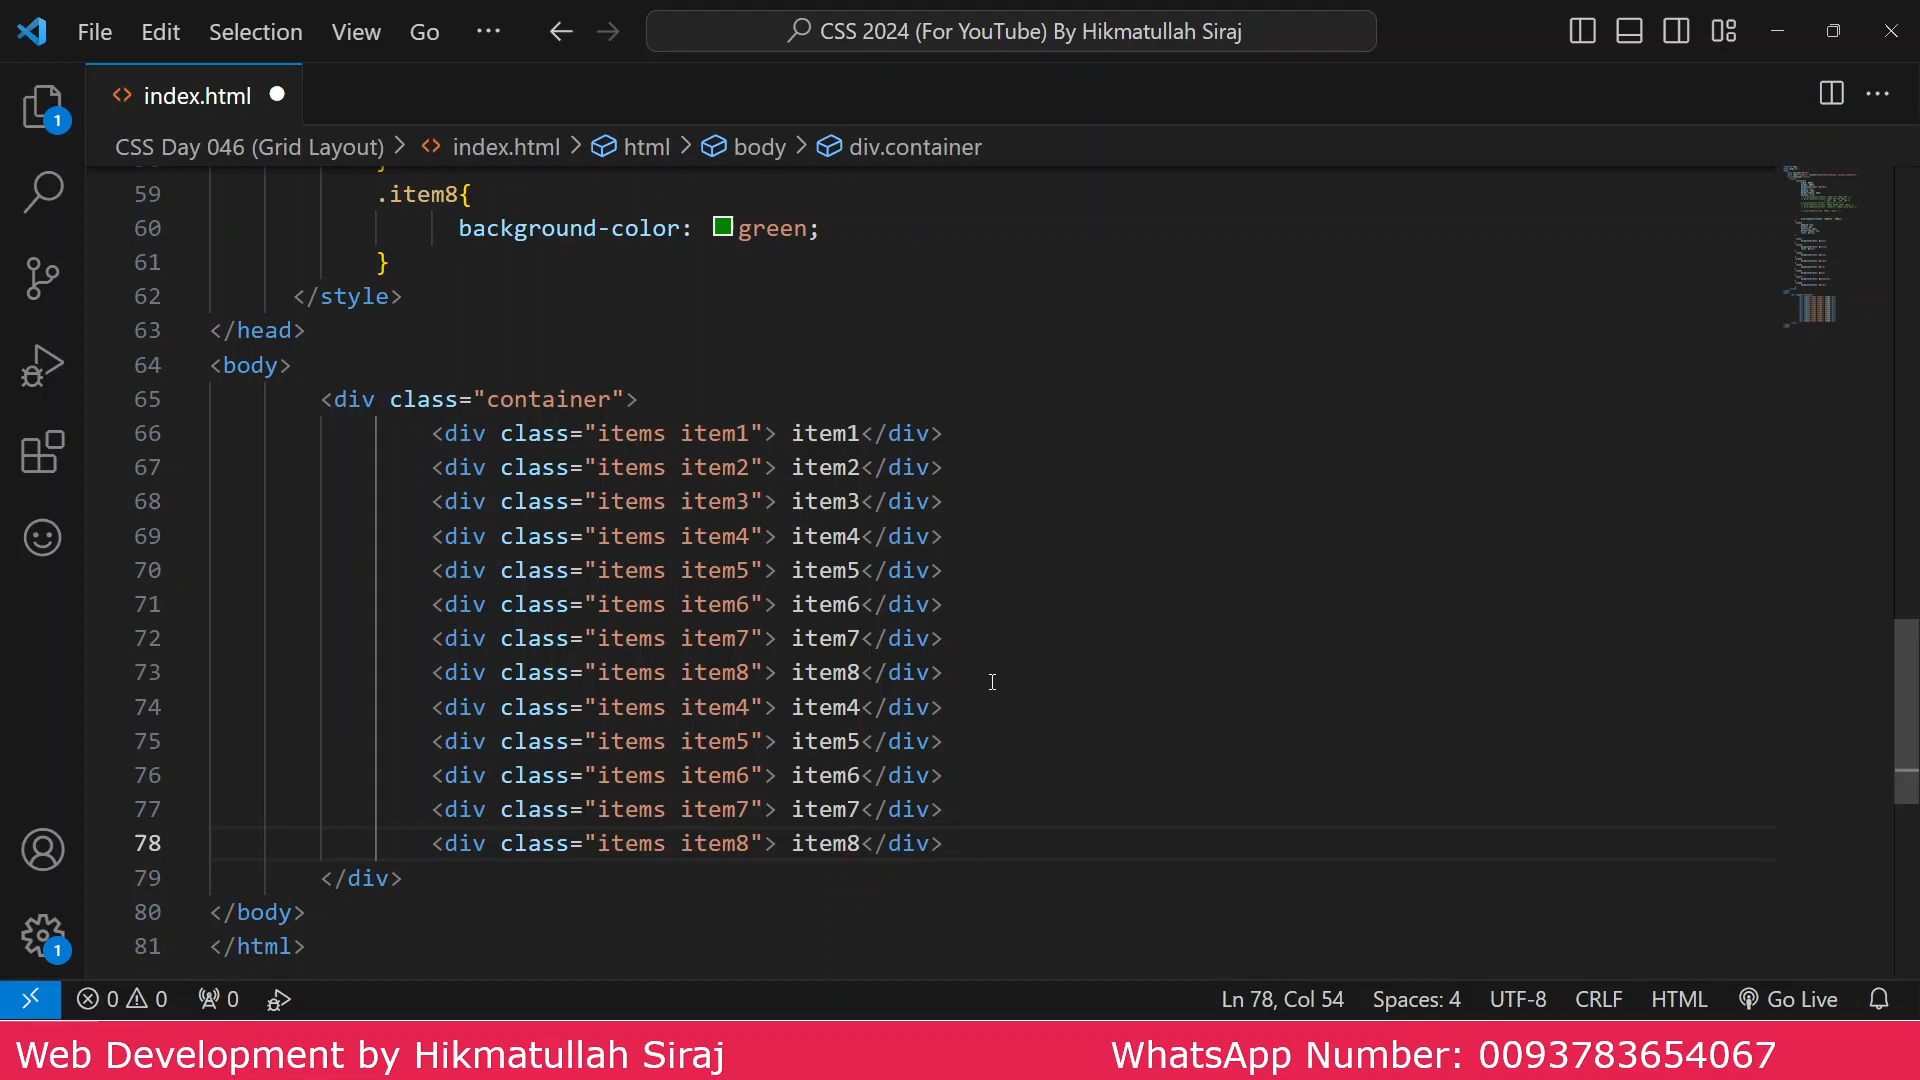 File Edit Selection View Go ··· CSS 2024 (For YouTube) By Hikmatullah Siraj
index.html
CSS Day 046 (Grid Layout) > index.html > html > body > div.container
59 .item8{
60 background-color: green;
61 }
62 </style>
63 </head>
64 <body>
65 <div class="container">
66 <div class="items item1"> item1</div>
67 <div class="items item2"> item2</div>
68 <div class="items item3"> item3</div>
69 <div class="items item4"> item4</div>
70 <div class="items item5"> item5</div>
71 <div class="items item6"> item6</div>
72 <div class="items item7"> item7</div>
73 <div class="items item8"> item8</div>
74 <div class="items item4"> item4</div>
75 <div class="items item5"> item5</div>
76 <div class="items item6"> item6</div>
77 <div class="items item7"> item7</div>
78 <div class="items item8"> item8</div>
79 </div>
80 </body>
81 </html>
1
1
0 0 0 Ln 78, Col 54 Spaces: 4 UTF-8 CRLF HTML Go Live
Web Development by Hikmatullah Siraj WhatsApp Number: 0093783654067